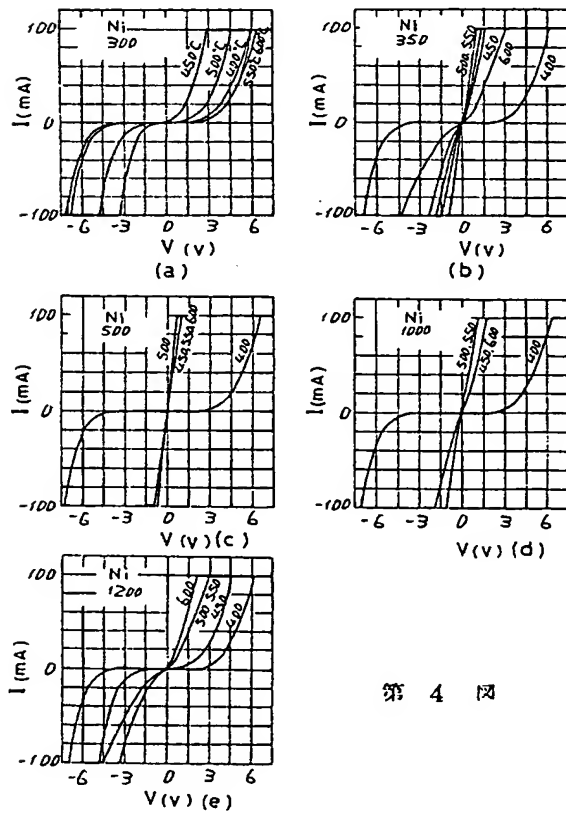 100
Ni
300
450°C
500°C
400°C
550°C 600°C
I(mA)
0
-100
-6 -3 0 3 6
V (v)
(a)
100
Ni
350
500,550
450
600
400
I(mA)
0
-100
-6 -3 0 3 6
V(v)
(b)
100
Ni
500
500
450,550,600
400
I(mA)
0
-100
-6 -3 0 3 6
V(v)(c)
100
Ni
1000
500,550
450,600
400
I(mA)
0
-100
-6 -3 0 3 6
V(v)(d)
100
Ni
1200
600
500,550
450
400
I(mA)
0
-100
-6 -3 0 3 6
V(v)(e)
第 4 図